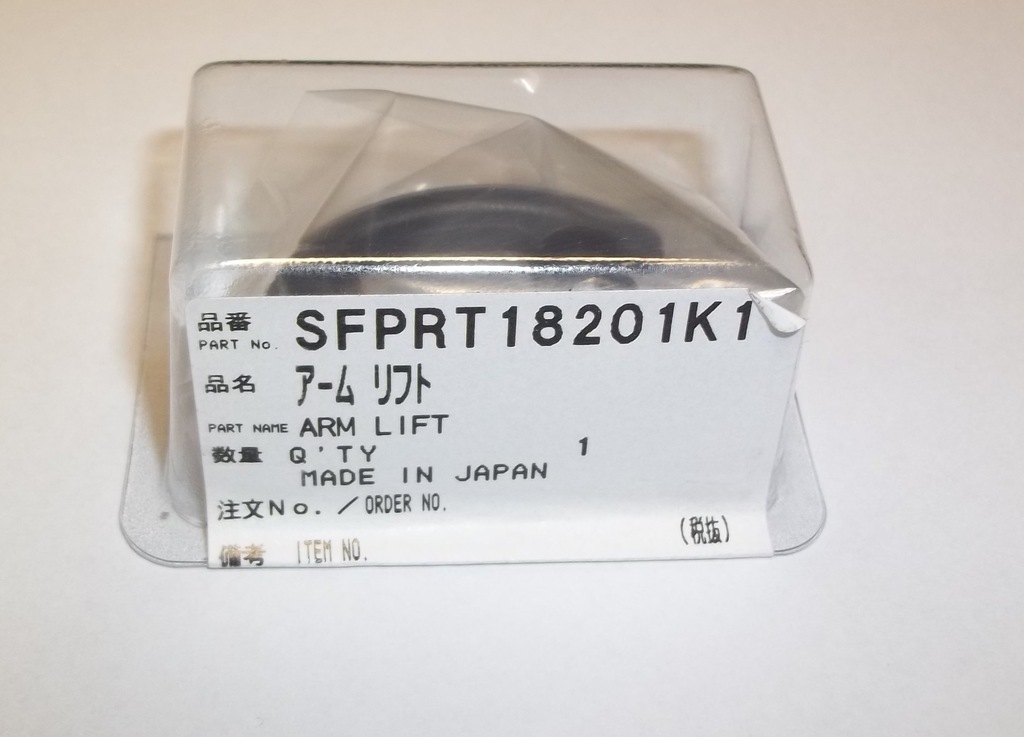 品番
PART No. SFPRT18201K1
品名 アーム リフト
PART NAME ARM LIFT
数量 Q'TY 1
MADE IN JAPAN
注文No./ORDER NO.
備考 ITEM NO. (税抜)